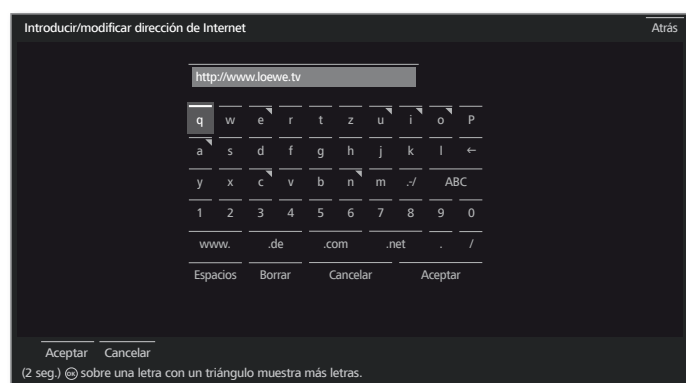 Introducir/modificar dirección de Internet Atrás
http://www.loewe.tv
q w e r t z u i o P
a s d f g h j k l ←
y x c v b n m .-/ ABC
1 2 3 4 5 6 7 8 9 0
www. .de .com .net . /
Espacios Borrar Cancelar Aceptar
Aceptar Cancelar
(2 seg.) OK sobre una letra con un triángulo muestra más letras.